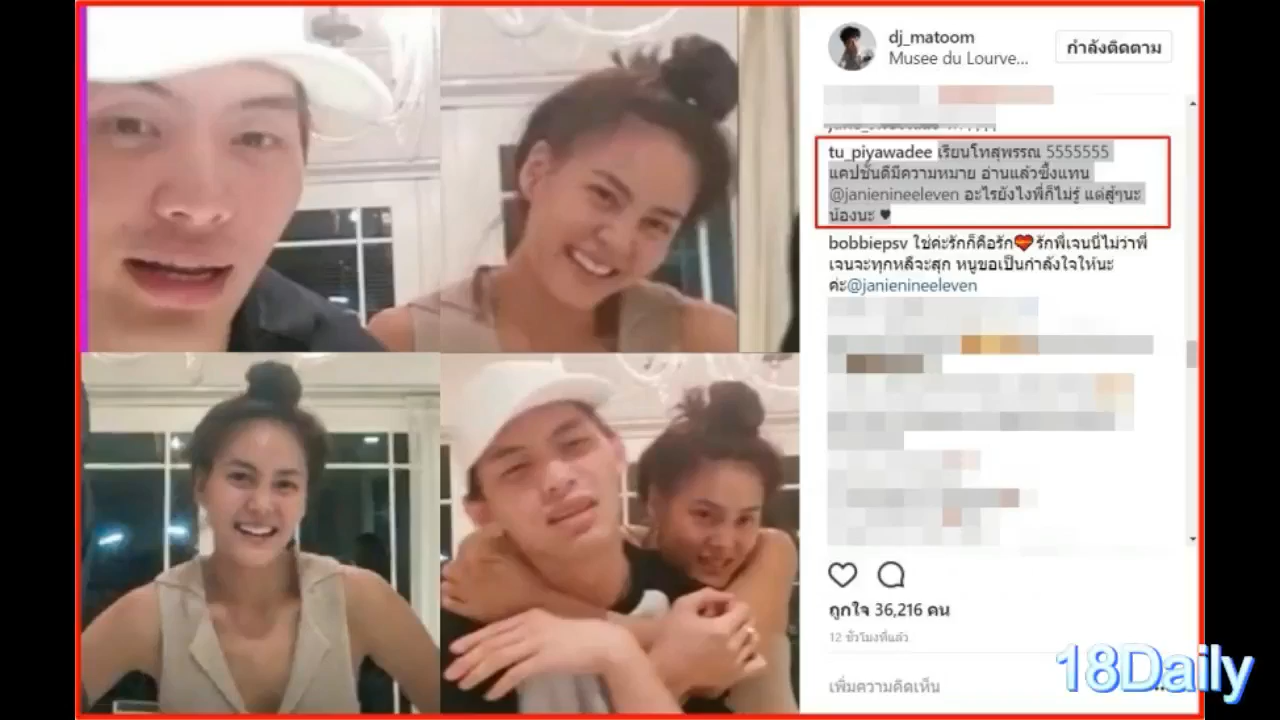 dj_matoom
Musee du Lourve...
กำลังติดตาม
tu_piyawadee เรียนโทสุพรรณ 5555555
แคปชั่นดีมีความหมาย อ่านแล้วซึ้งแทน
@janienineeleven อะไรยังไงพี่ก็ไม่รู้ แต่สู้ๆนะ
น้องนะ ♥
bobbiepsv ใช่ค่ะรักก็คือรัก💝 รักพี่เจนนี่ไม่ว่าพี่
เจนจะทุกหลืจะสุก หนูขอเป็นกำลังใจให้นะ
ค่ะ@janienineeleven
ถูกใจ 36,216 คน
12 ชั่วโมงที่แล้ว
เพิ่มความคิดเห็น
...
18Daily